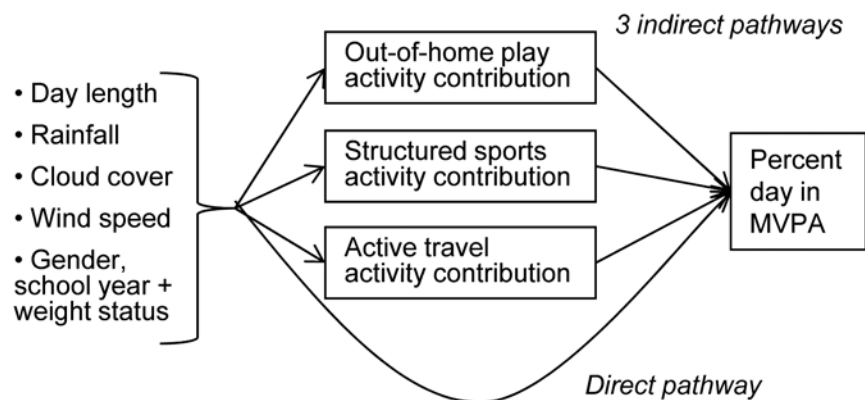 3 indirect pathways
• Day length
• Rainfall
• Cloud cover
• Wind speed
• Gender,
school year +
weight status
Out-of-home play
activity contribution
Structured sports
activity contribution
Active travel
activity contribution
Percent
day in
MVPA
Direct pathway